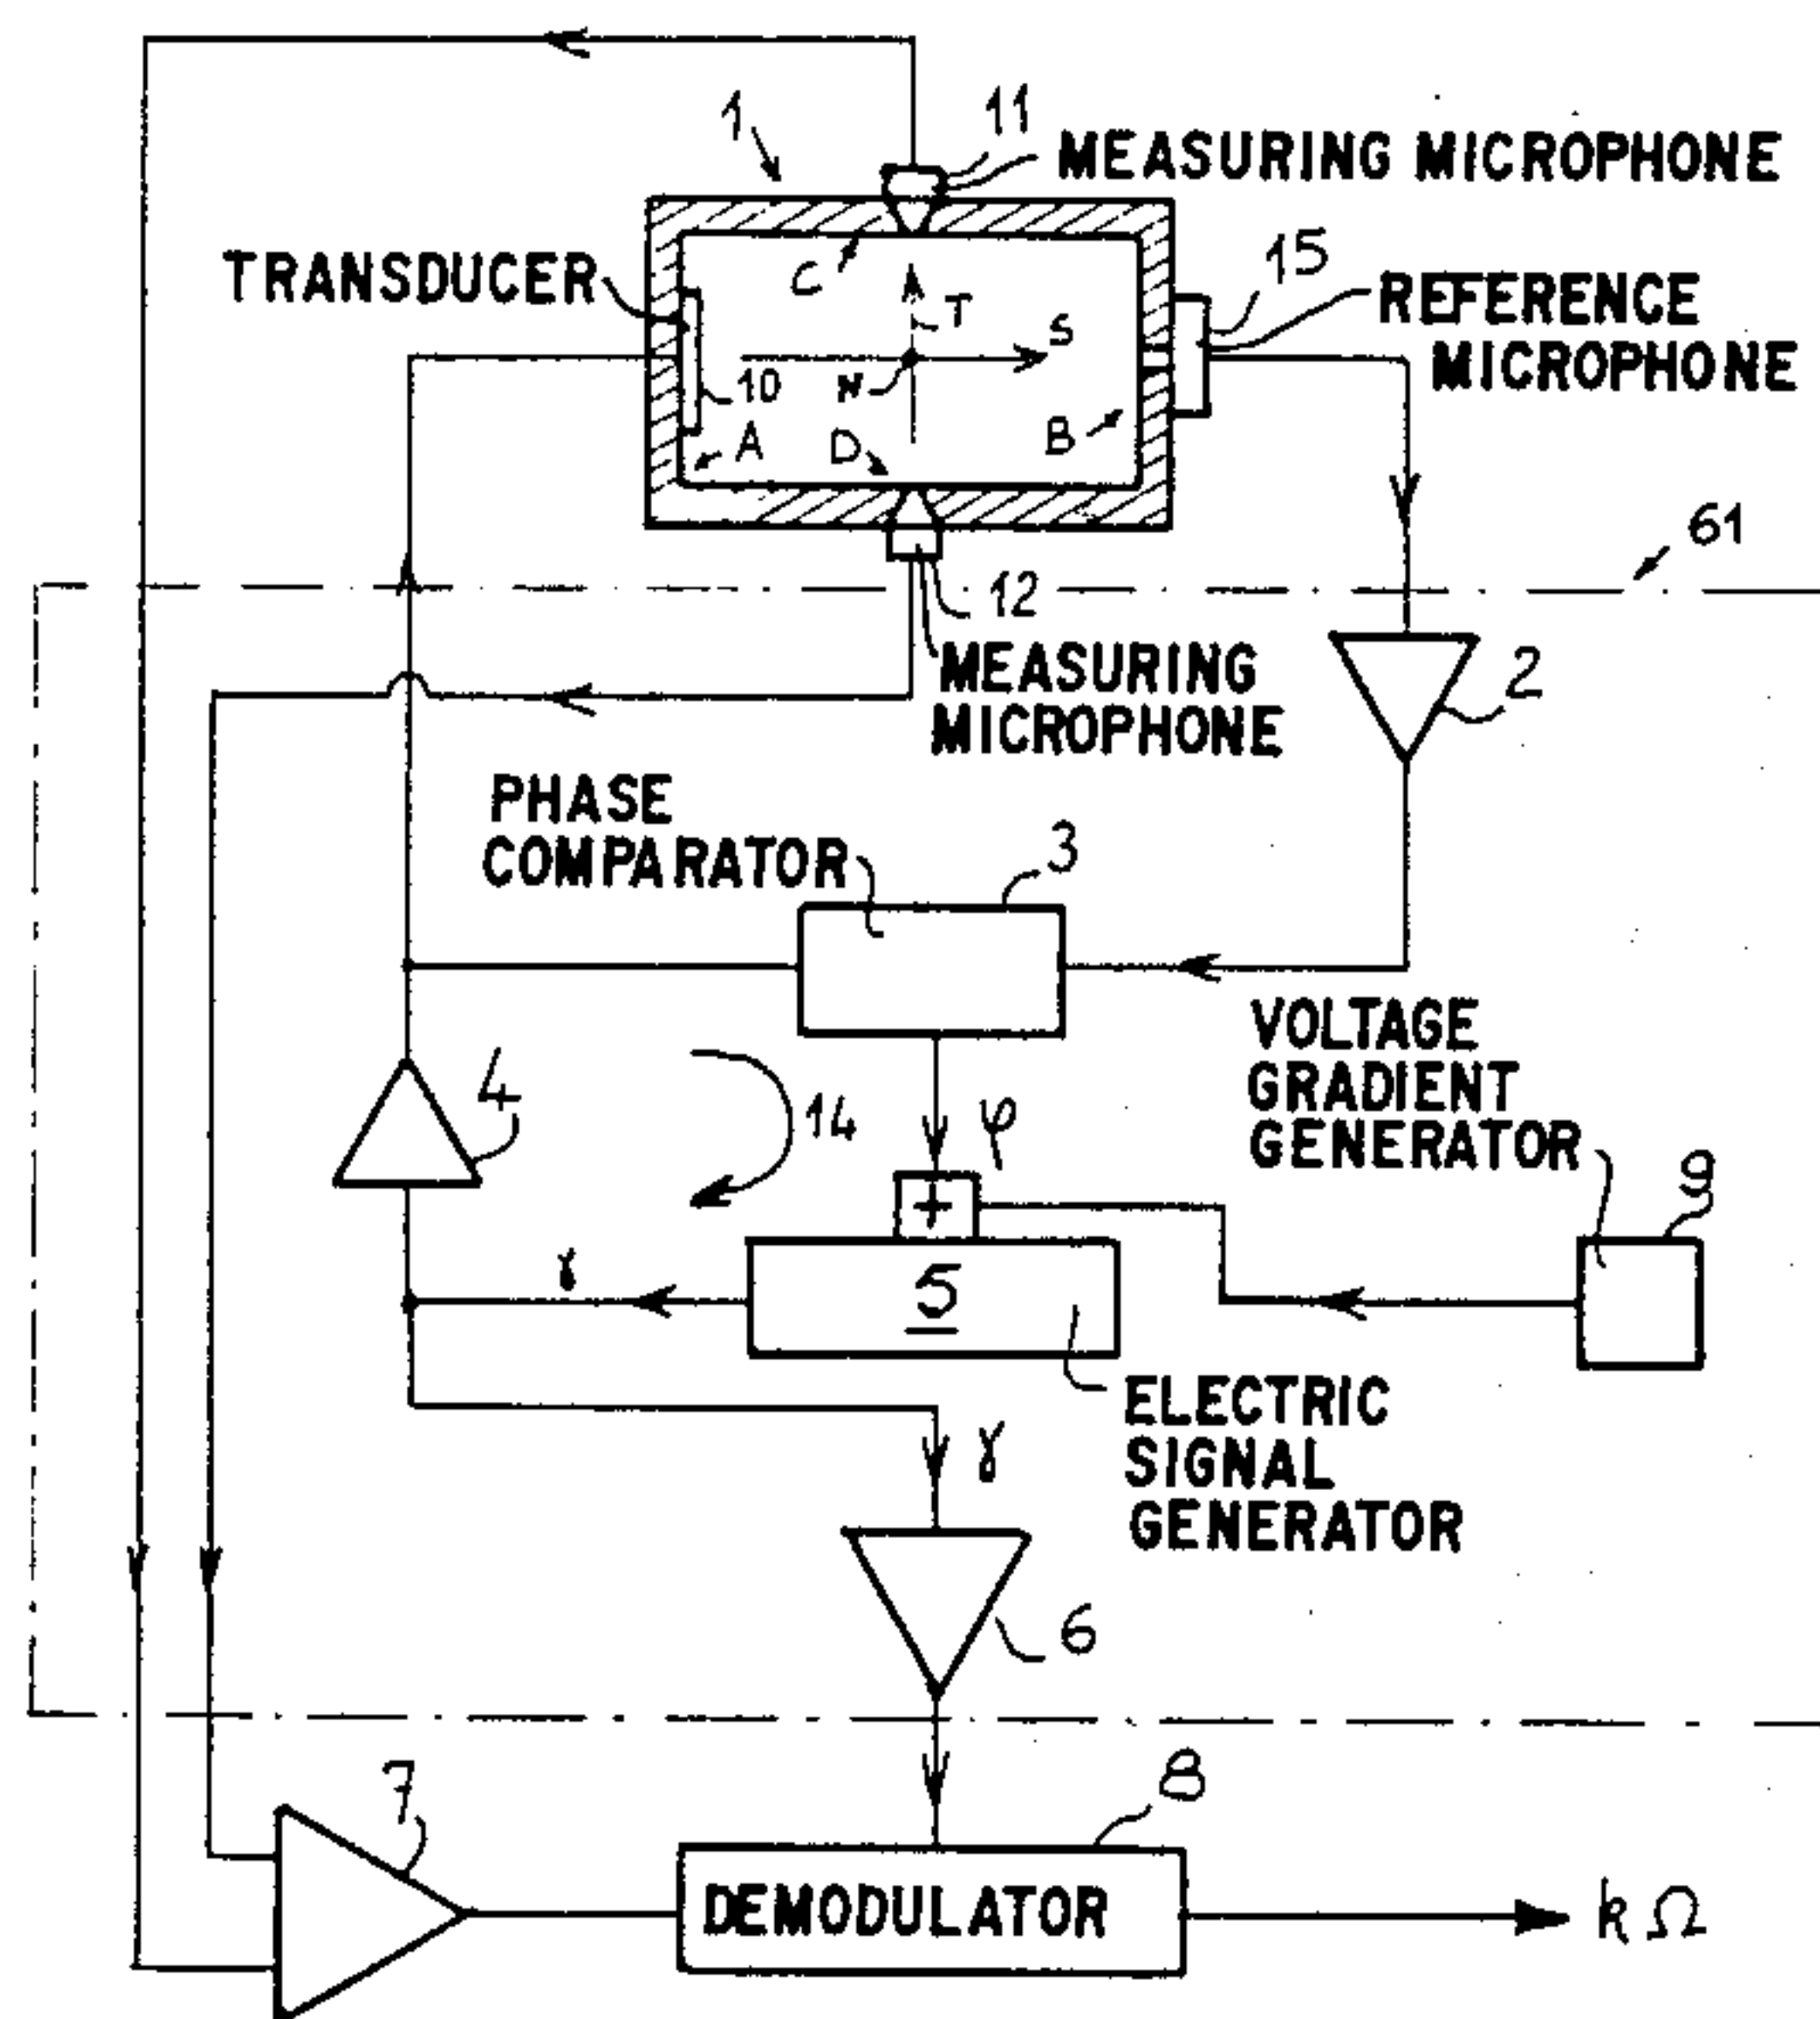 1
11
MEASURING MICROPHONE
TRANSDUCER
C
15
REFERENCE
MICROPHONE
T
S
10
N
A
D
B
61
12
MEASURING
MICROPHONE
2
PHASE
COMPARATOR
3
VOLTAGE
GRADIENT
GENERATOR
4
14
φ
9
+
γ
5
ELECTRIC
SIGNAL
GENERATOR
γ
6
7
8
DEMODULATOR
kΩ